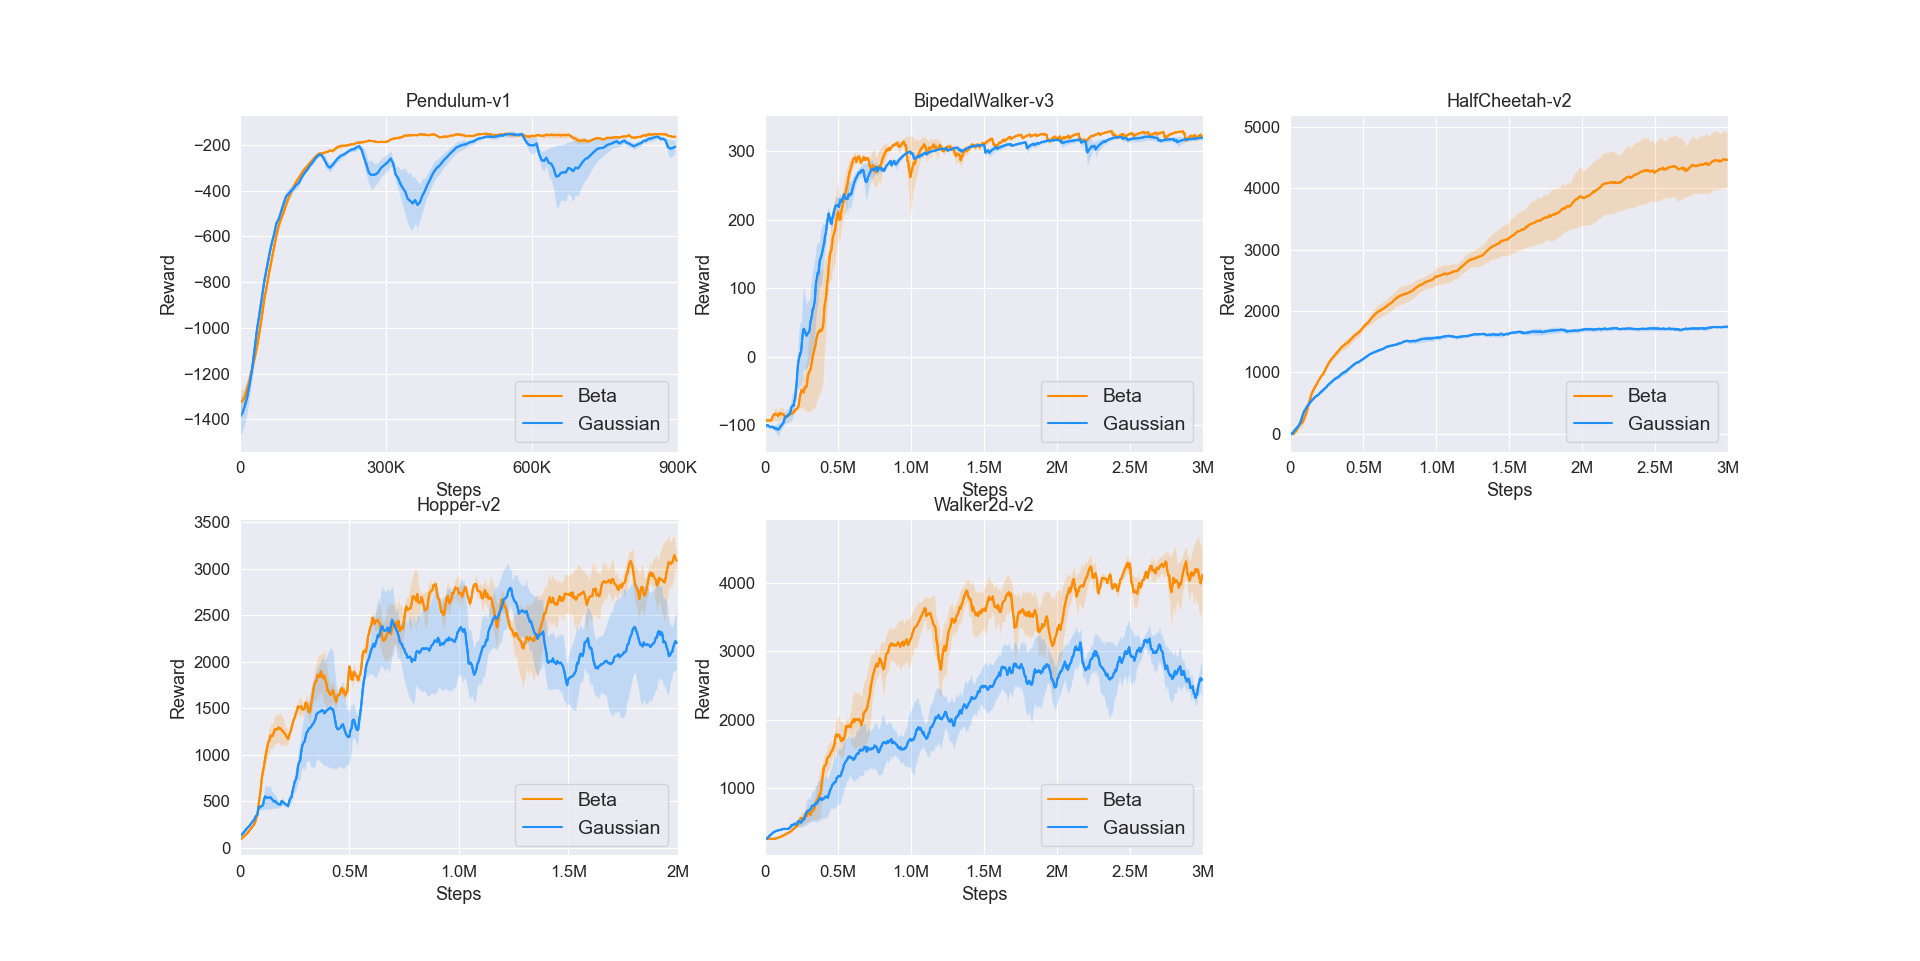 Pendulum-v1
−200
−400
−600
−800
−1000
−1200
−1400
Reward
0 300K 600K 900K
Steps
Beta
Gaussian
BipedalWalker-v3
300
200
100
0
−100
Reward
0 0.5M 1.0M 1.5M 2M 2.5M 3M
Steps
Beta
Gaussian
HalfCheetah-v2
5000
4000
3000
2000
1000
0
Reward
0 0.5M 1.0M 1.5M 2M 2.5M 3M
Steps
Beta
Gaussian
Hopper-v2
3500
3000
2500
2000
1500
1000
500
0
Reward
0 0.5M 1.0M 1.5M 2M
Steps
Beta
Gaussian
Walker2d-v2
4000
3000
2000
1000
Reward
0 0.5M 1.0M 1.5M 2M 2.5M 3M
Steps
Beta
Gaussian